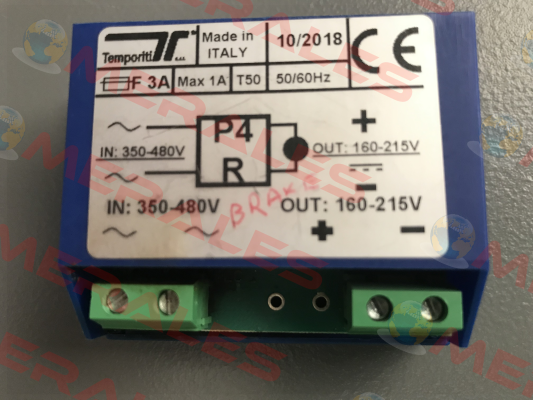 Temporiti s.r.l.
Made in ITALY
10/2018
CE
F 3A
Max 1A
T50
50/60Hz
P4
R
+
IN: 350-480V
OUT: 160-215V
-
IN: 350-480V
BRAKE
OUT: 160-215V
+ -
MERALES